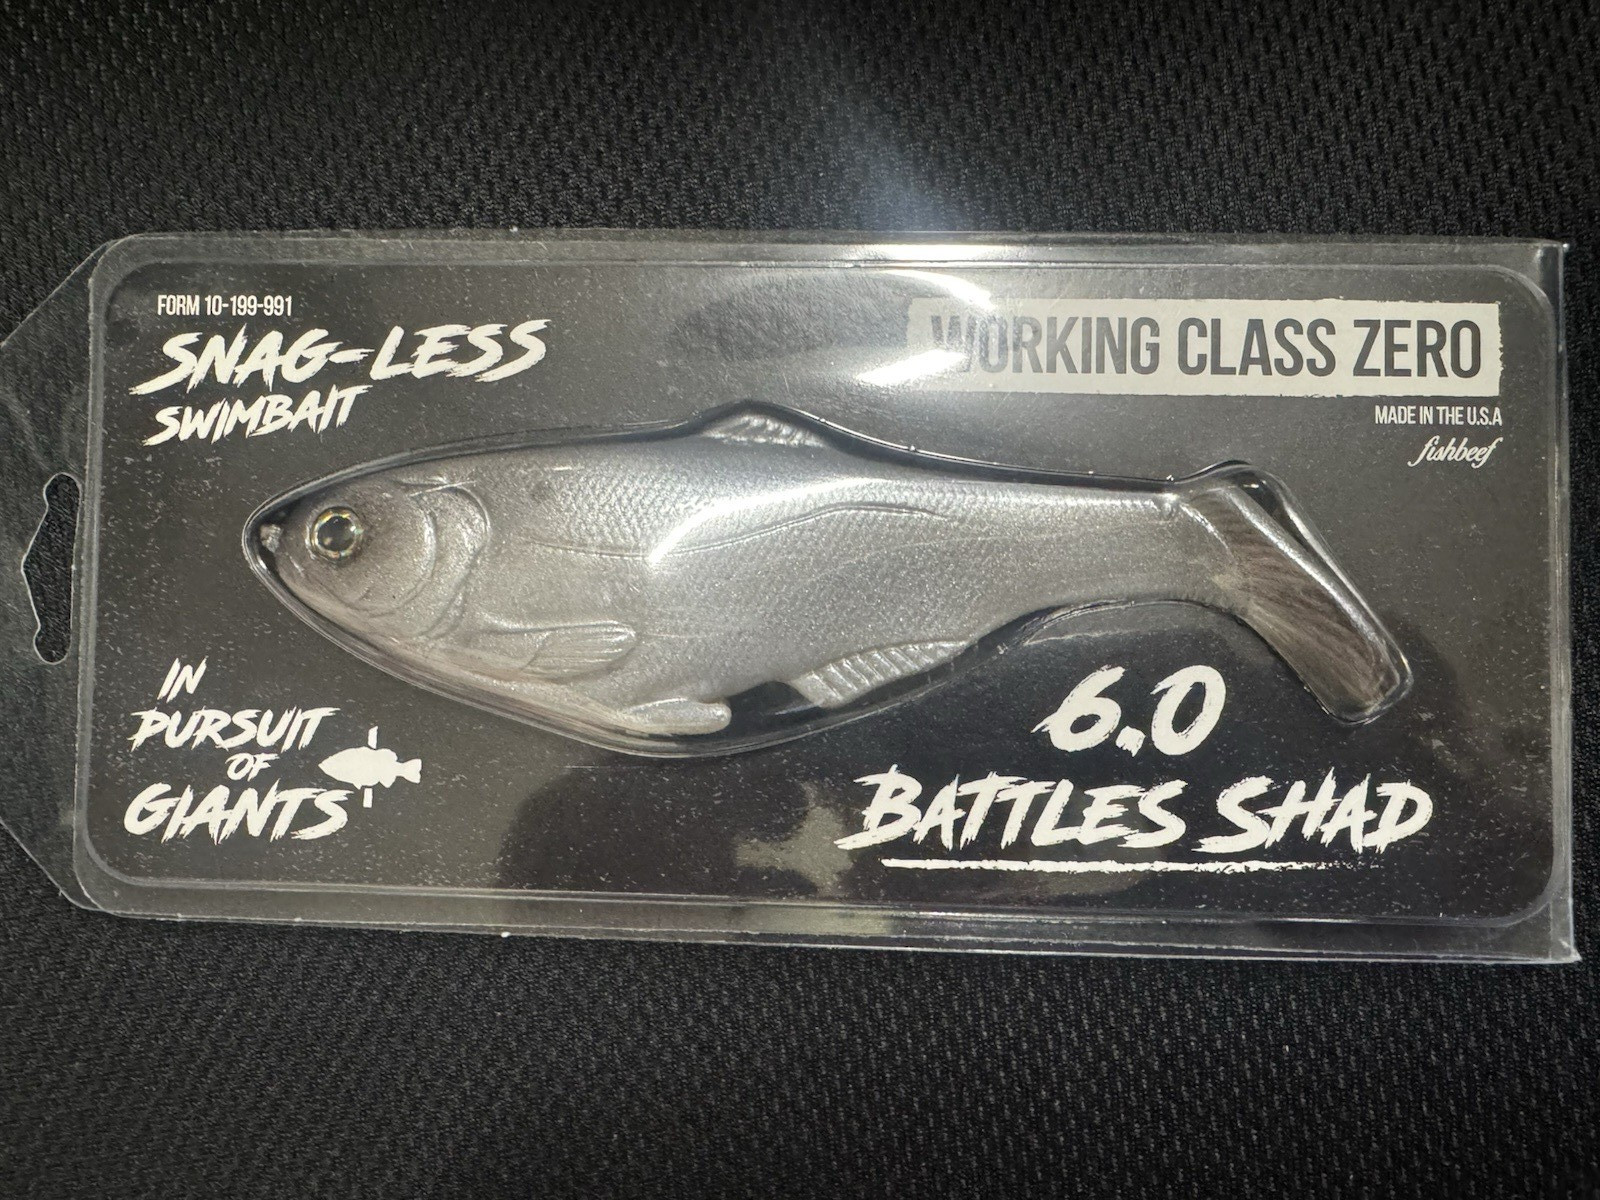 FORM 10-199-991
SNAG-LESS
SWIMBAIT
WORKING CLASS ZERO
MADE IN THE U.S.A
fishbeef
IN
PURSUIT
OF
GIANTS
6.0
BATTLES SHAD